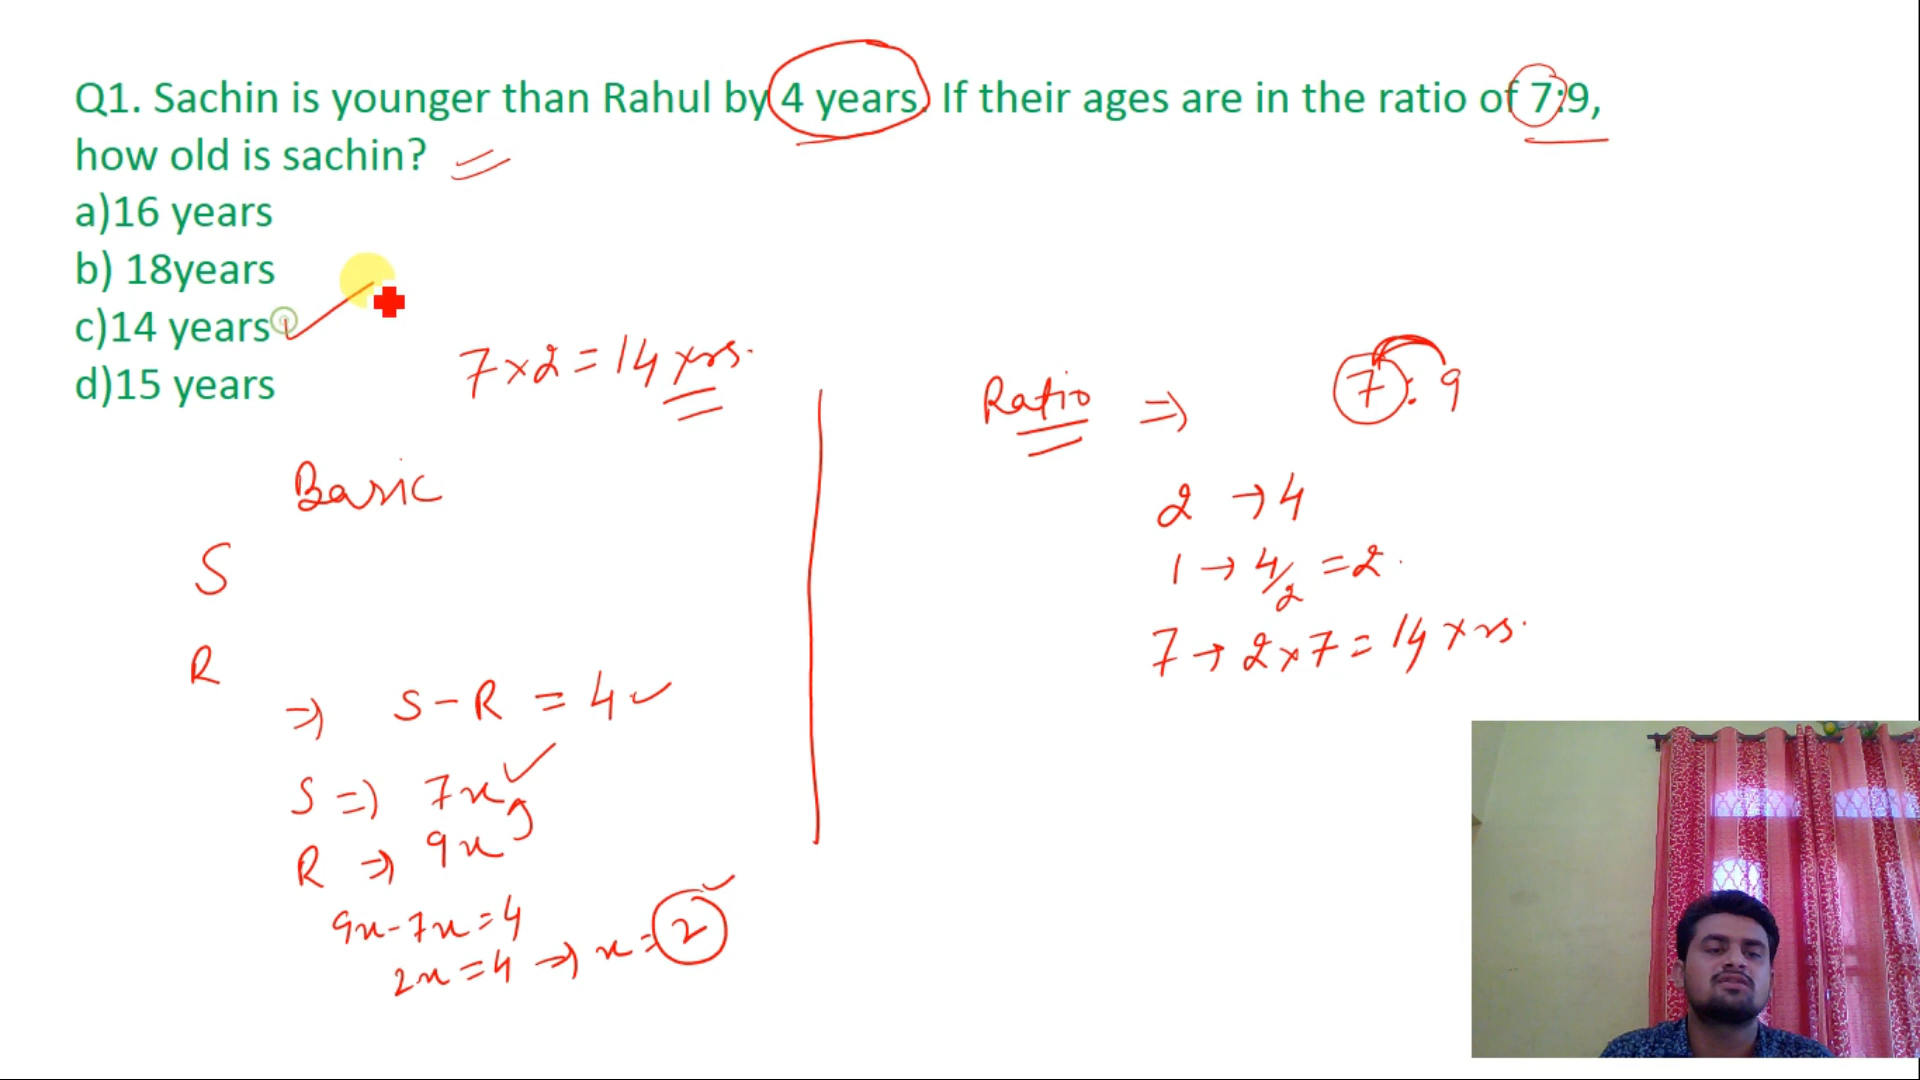 Q1. Sachin is younger than Rahul by 4 years. If their ages are in the ratio of 7:9,
how old is sachin?
a)16 years
b) 18years
c)14 years
d)15 years
7×2=14 yrs.
Basic
S
R
⇒ S-R = 4
S ⇒ 7x
R ⇒ 9x
9x-7x=4
2x=4 ⇒ x=2
Ratio ⇒ 7:9
2 → 4
1 → 4/2 =2.
7 → 2×7=14 yrs.